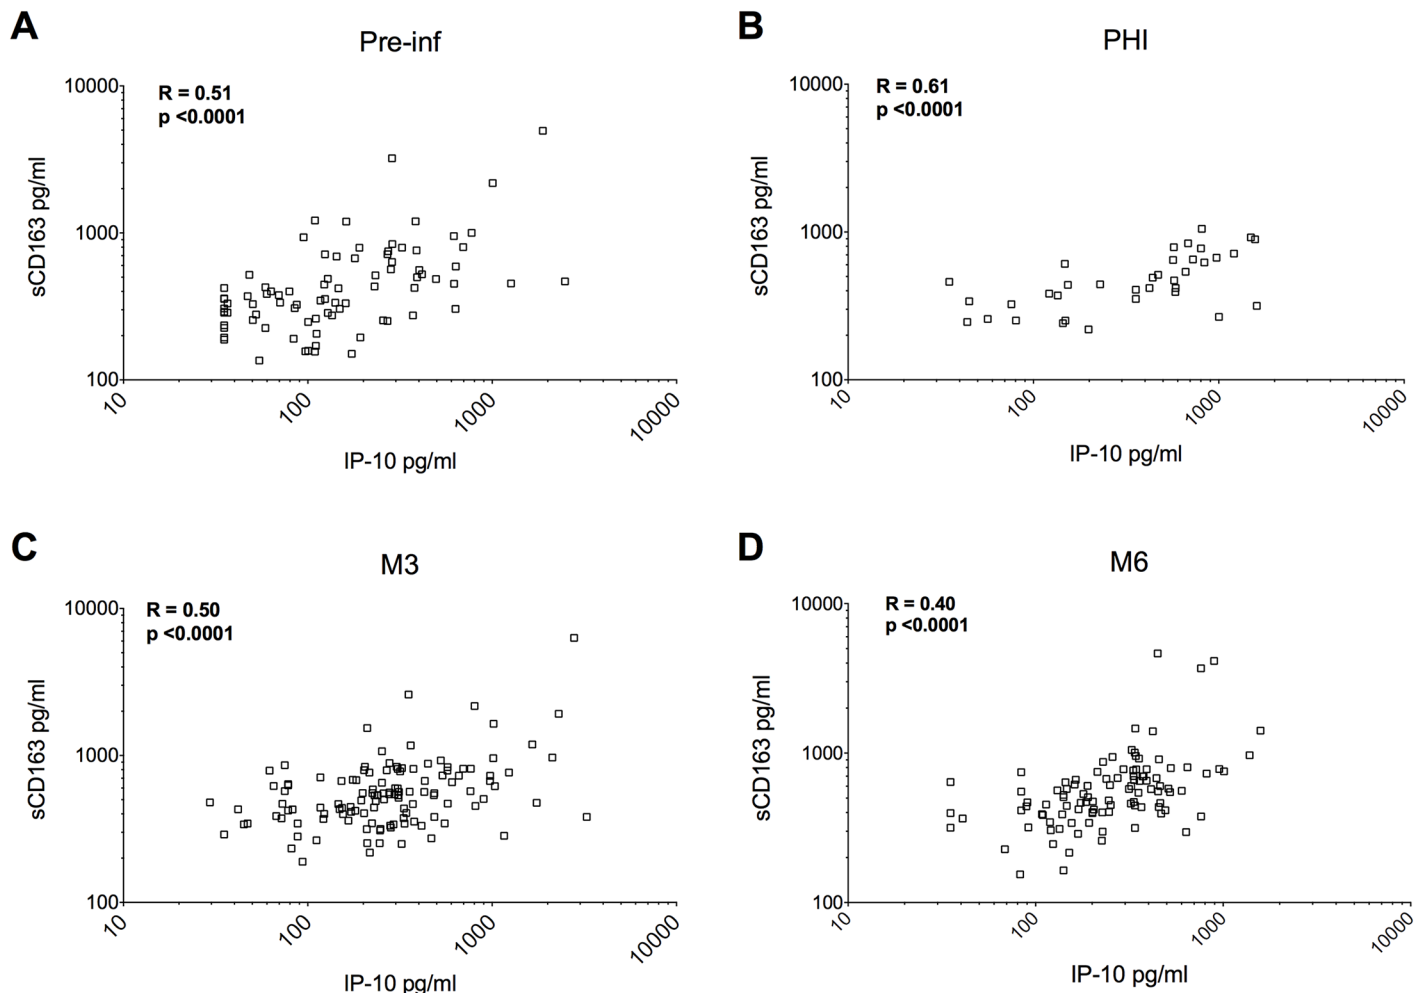 A
Pre-inf
R = 0.51
p <0.0001
10000
1000
100
sCD163 pg/ml
10
100
1000
10000
IP-10 pg/ml
B
PHI
R = 0.61
p <0.0001
10000
1000
100
sCD163 pg/ml
10
100
1000
10000
IP-10 pg/ml
C
M3
R = 0.50
p <0.0001
10000
1000
100
sCD163 pg/ml
10
100
1000
10000
IP-10 pg/ml
D
M6
R = 0.40
p <0.0001
10000
1000
100
sCD163 pg/ml
10
100
1000
10000
IP-10 pg/ml